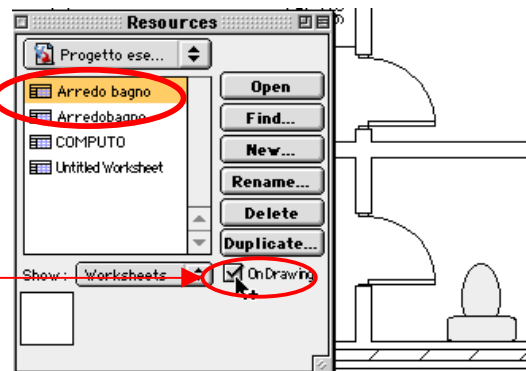 Resources
Progetto ese...
Arredo bagno
Arredobagno
COMPUTO
Untitled Worksheet
Open
Find...
New...
Rename...
Delete
Duplicate...
Show: Worksheets
On Drawing